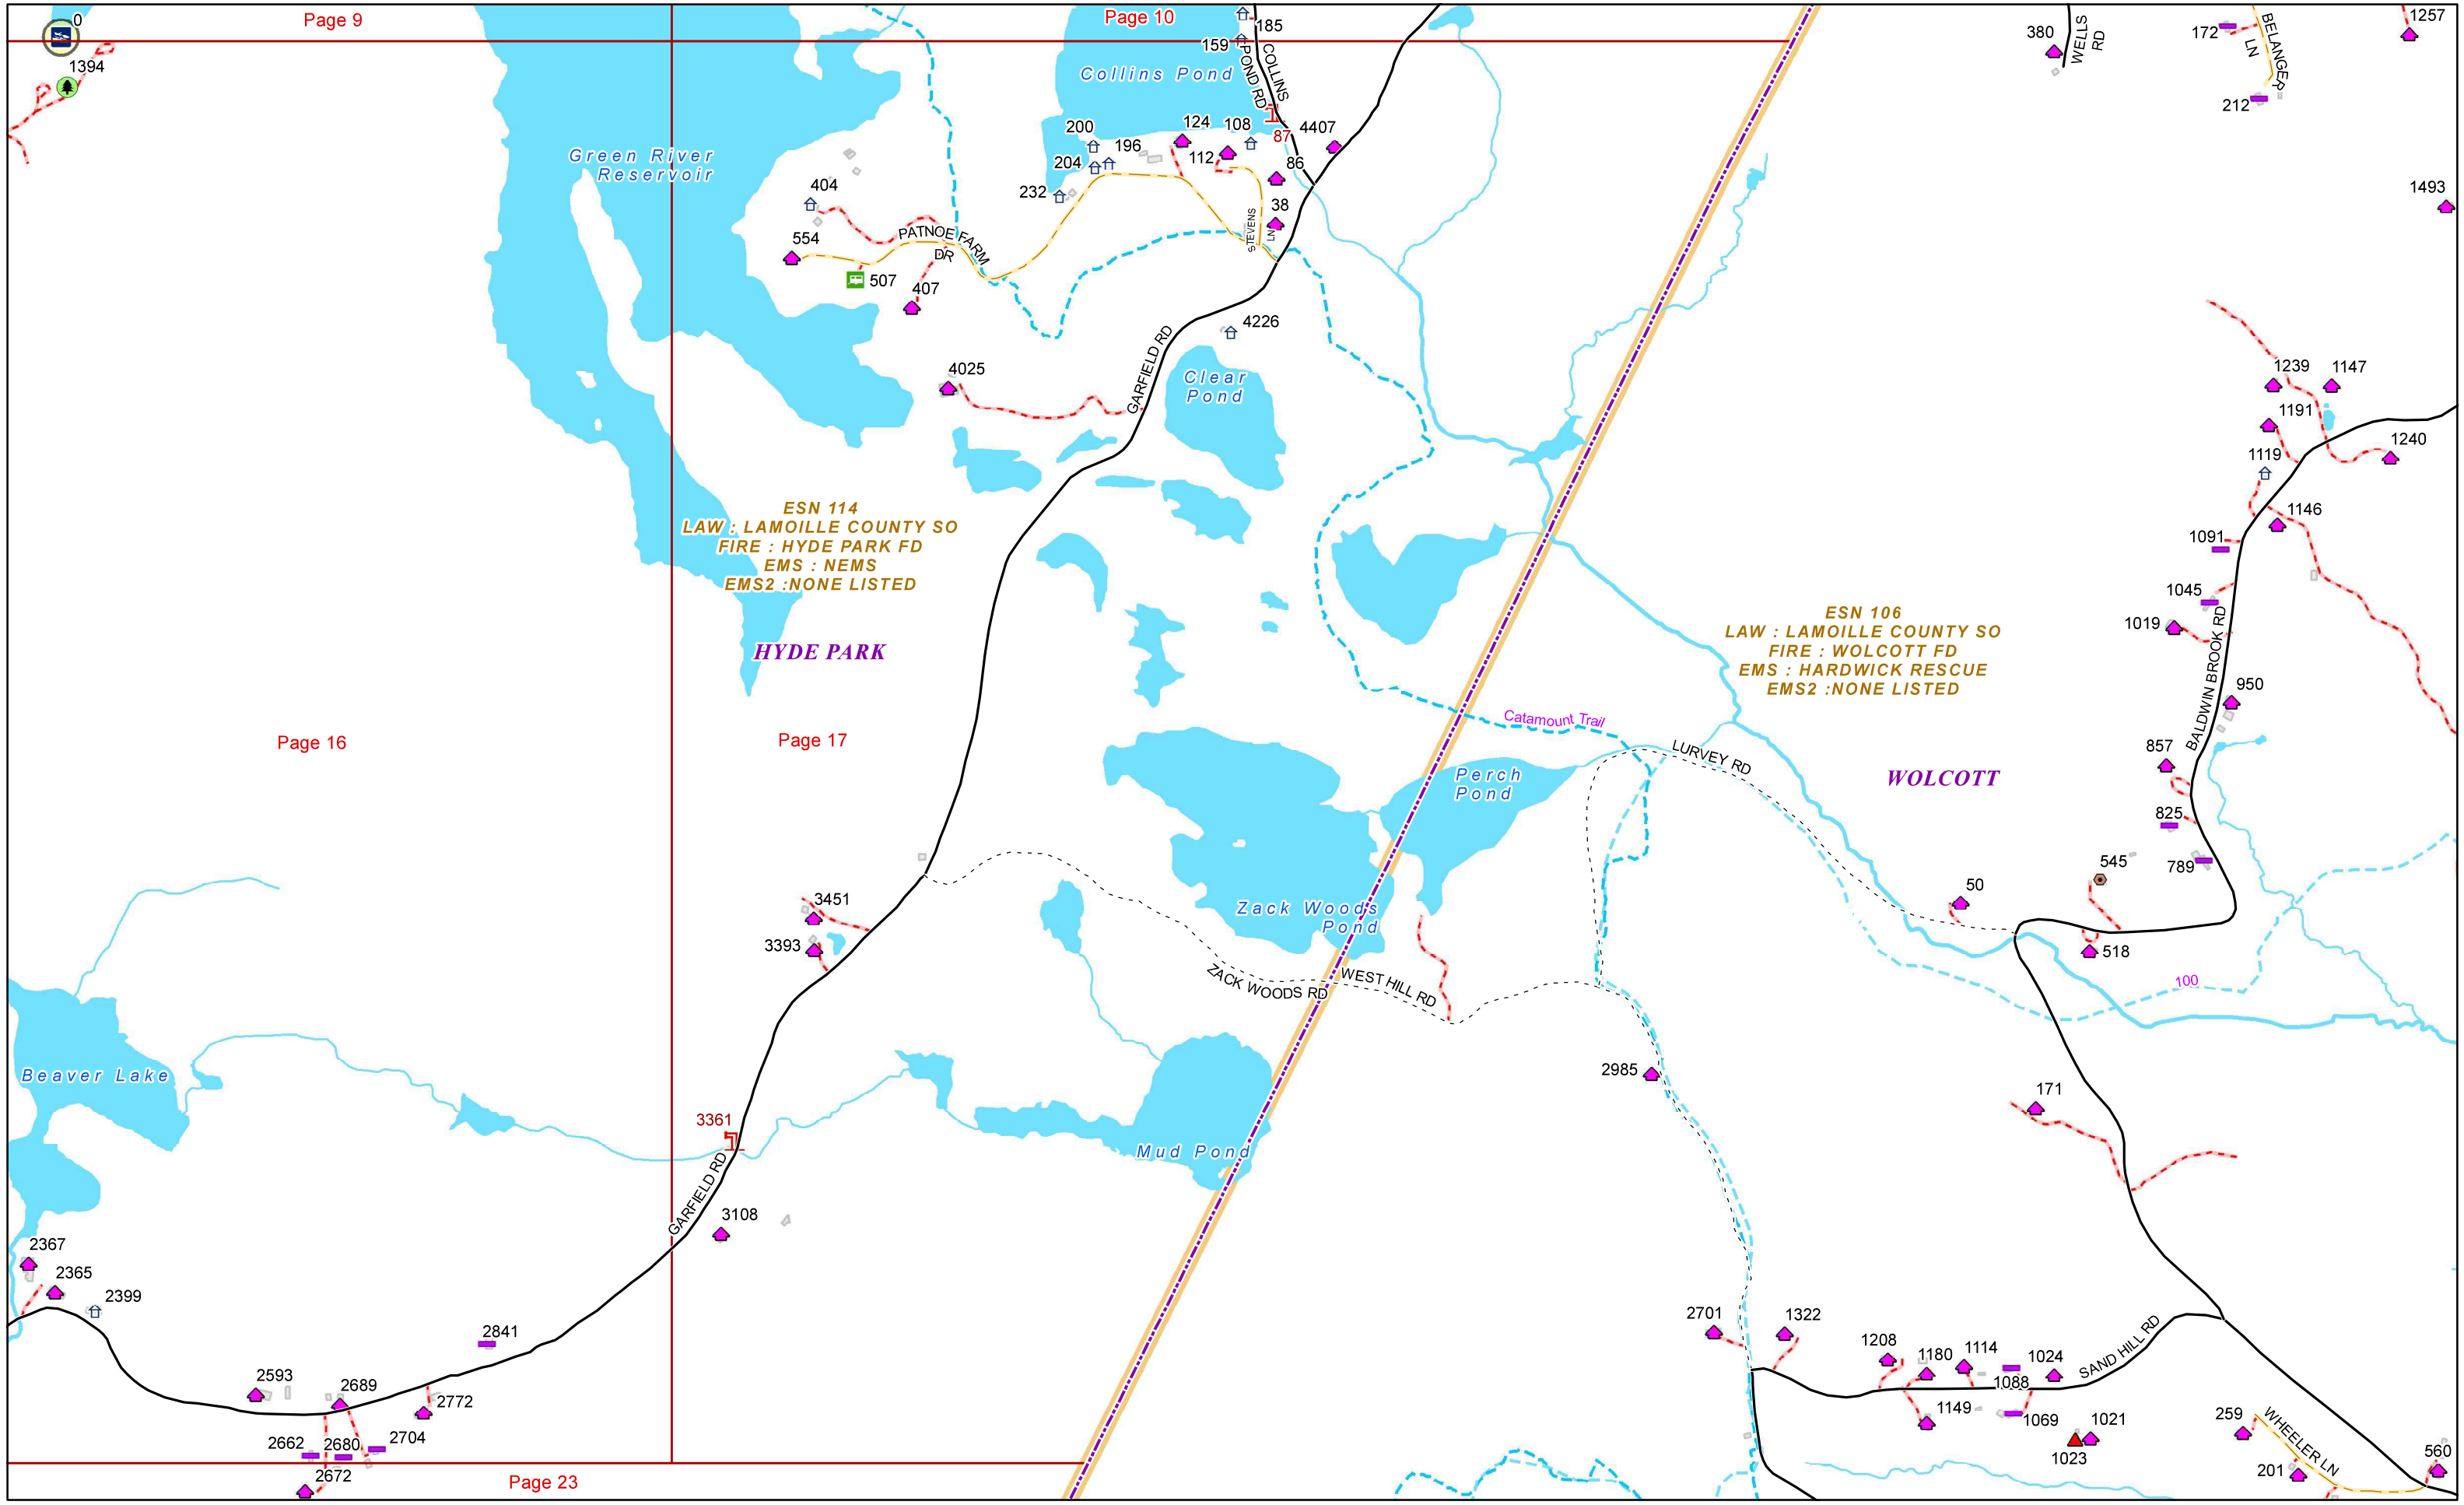 0
Page 9
Page 10
185
159
COLLINS
POND RD
380
WELLS
RD
172
BELANGER
LN
1257
1394
Collins Pond
212
87
4407
200
124
108
Green River
Reservoir
204
196
112
86
404
232
38
1493
554
PATNOE FARM
DR
STEVENS
LN
507
407
4226
GARFIELD RD
4025
Clear
Pond
1239
1147
1191
1240
1119
ESN 114
LAW : LAMOILLE COUNTY SO
FIRE : HYDE PARK FD
EMS : NEMS
EMS2 :NONE LISTED
1146
1091
1045
ESN 106
LAW : LAMOILLE COUNTY SO
FIRE : WOLCOTT FD
EMS : HARDWICK RESCUE
EMS2 :NONE LISTED
1019
BALDWIN BROOK RD
HYDE PARK
950
Page 16
Page 17
Catamount Trail
LURVEY RD
857
Perch
Pond
WOLCOTT
825
545
789
50
3451
Zack Woods
Pond
3393
518
ZACK WOODS RD
WEST HILL RD
100
Beaver Lake
2985
171
3361
Mud Pond
GARFIELD RD
3108
2367
2365
2399
2701
1322
2841
1208
1180
1114
1024
SAND HILL RD
1088
2593
2689
2772
1149
1069
1021
259
WHEELER LN
2662
2680
2704
1023
201
560
2672
Page 23